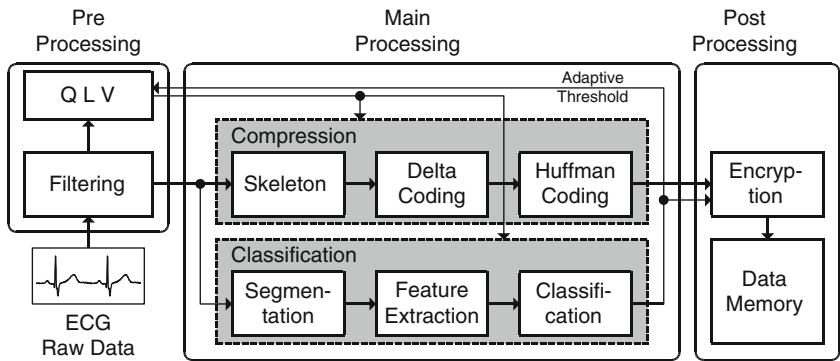 Pre
Processing
Main
Processing
Post
Processing
Q L V
Adaptive
Threshold
Compression
Filtering
Skeleton
Delta
Coding
Huffman
Coding
Encryp-
tion
Classification
Segmen-
tation
Feature
Extraction
Classifi-
cation
Data
Memory
ECG
Raw Data